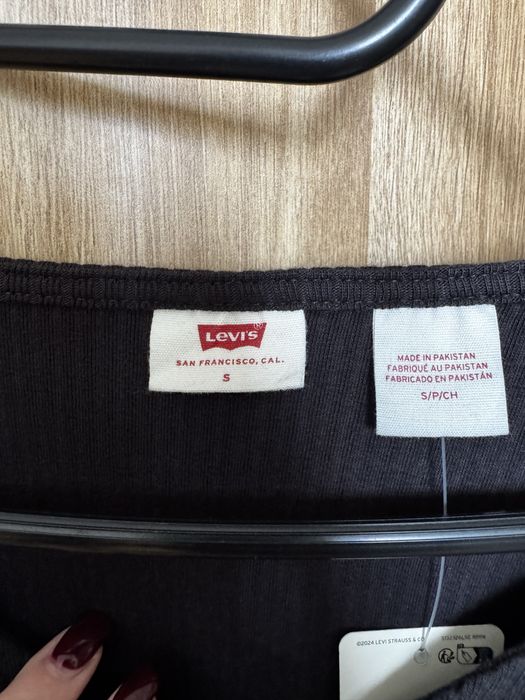 LEVI'S®
SAN FRANCISCO, CAL.
S
MADE IN PAKISTAN
FABRIQUÉ AU PAKISTAN
FABRICADO EN PAKISTÁN
S/P/CH
©2024 LEVI STRAUSS & CO